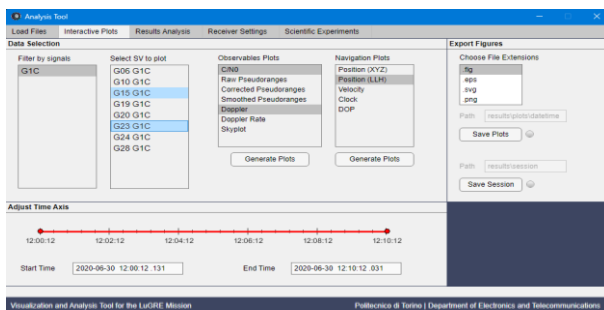 Analysis Tool
Load Files Interactive Plots Results Analysis Receiver Settings Scientific Experiments
Data Selection
Filter by signals
G1C
Select SV to plot
G06 G1C
G10 G1C
G15 G1C
G19 G1C
G20 G1C
G23 G1C
G24 G1C
G28 G1C
Observables Plots
C/N0
Raw Pseudoranges
Corrected Pseudoranges
Smoothed Pseudoranges
Doppler
Doppler Rate
Skyplot
Generate Plots
Navigation Plots
Position (XYZ)
Position (LLH)
Velocity
Clock
DOP
Generate Plots
Export Figures
Choose File Extensions
.fig
.eps
.svg
.png
Path results\plots\datetime
Save Plots
Path results\session
Save Session
Adjust Time Axis
12:00:12 12:02:12 12:04:12 12:06:12 12:08:12 12:10:12
Start Time 2020-06-30 12:00:12 .131 End Time 2020-06-30 12:10:12 .031
Visualization and Analysis Tool for the LuGRE Mission Politecnico di Torino | Department of Electronics and Telecommunications